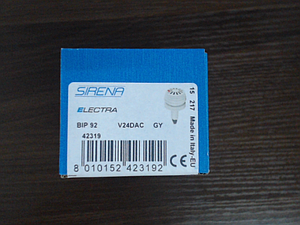 SIRENA
ELECTRA
BIP 92 V24DAC GY
42319
8 010152 423192
15 217 Made in Italy-EU
CE